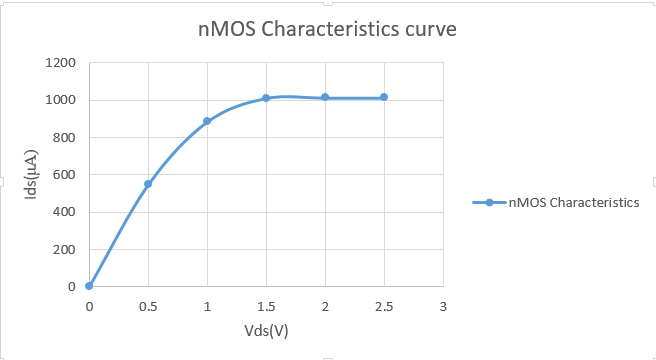 nMOS Characteristics curve
1200
1000
800
600
400
200
0
Ids(μA)
0 0.5 1 1.5 2 2.5 3
Vds(V)
nMOS Characteristics